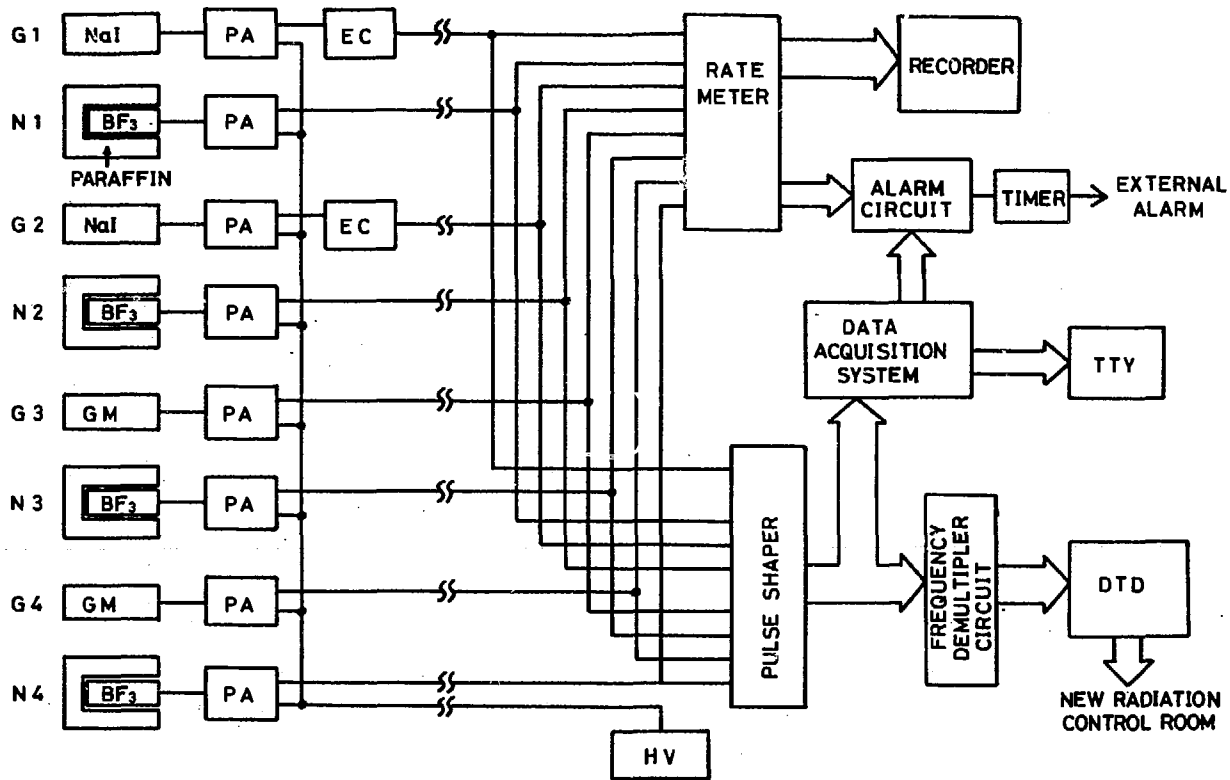 G1 NaI PA EC
RATE METER
RECORDER
N1 BF₃ PA
PARAFFIN
G2 NaI PA EC
ALARM CIRCUIT
TIMER
EXTERNAL ALARM
N2 BF₃ PA
DATA ACQUISITION SYSTEM
TTY
G3 GM PA
N3 BF₃ PA
PULSE SHAPER
FREQUENCY DEMULTIPLER CIRCUIT
DTD
G4 GM PA
N4 BF₃ PA
NEW RADIATION CONTROL ROOM
HV